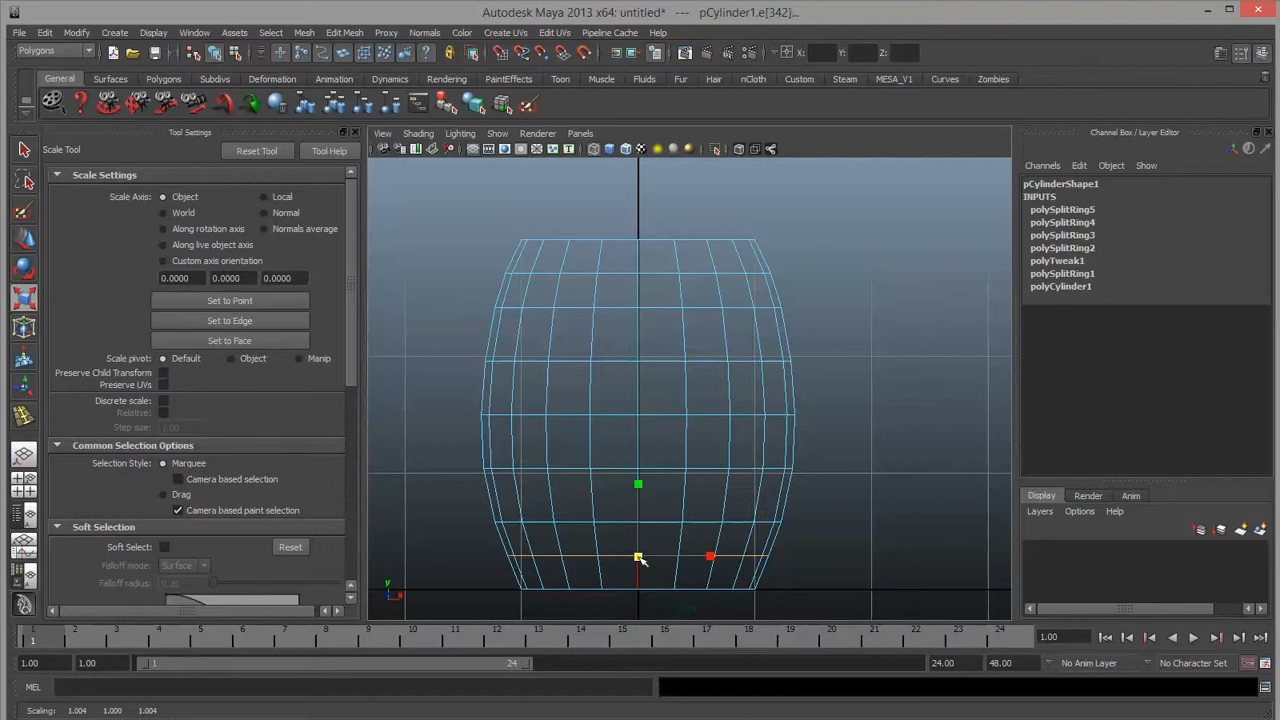 Autodesk Maya 2013 x64: untitled*   ---   pCylinder1.e[342]...
File Edit Modify Create Display Window Assets Select Mesh Edit Mesh Proxy Normals Color Create UVs Edit UVs Pipeline Cache Help
Polygons X: Y: Z:
General Surfaces Polygons Subdivs Deformation Animation Dynamics Rendering PaintEffects Toon Muscle Fluids Fur Hair nCloth Custom Steam MESA_V1 Curves Zombies
Tool Settings
Scale Tool Reset Tool Tool Help
Scale Settings
Scale Axis: Object Local
World Normal
Along rotation axis Normals average
Along live object axis
Custom axis orientation
0.0000 0.0000 0.0000
Set to Point
Set to Edge
Set to Face
Scale pivot: Default Object Manip
Preserve Child Transform
Preserve UVs
Discrete scale:
Relative:
Step size: 1.00
Common Selection Options
Selection Style: Marquee
Camera based selection
Drag
Camera based paint selection
Soft Selection
Soft Select: Reset
Falloff mode: Surface
Falloff radius:
View Shading Lighting Show Renderer Panels
y
x
Channel Box / Layer Editor
Channels Edit Object Show
pCylinderShape1
INPUTS
polySplitRing5
polySplitRing4
polySplitRing3
polySplitRing2
polyTweak1
polySplitRing1
polyCylinder1
Display Render Anim
Layers Options Help
1 2 3 4 5 6 7 8 9 10 11 12 13 14 15 16 17 18 19 20 21 22 23 24
1 1.00
1.00 1.00 1 24 24.00 48.00 No Anim Layer No Character Set
MEL
Scaling: 1.004 1.000 1.004